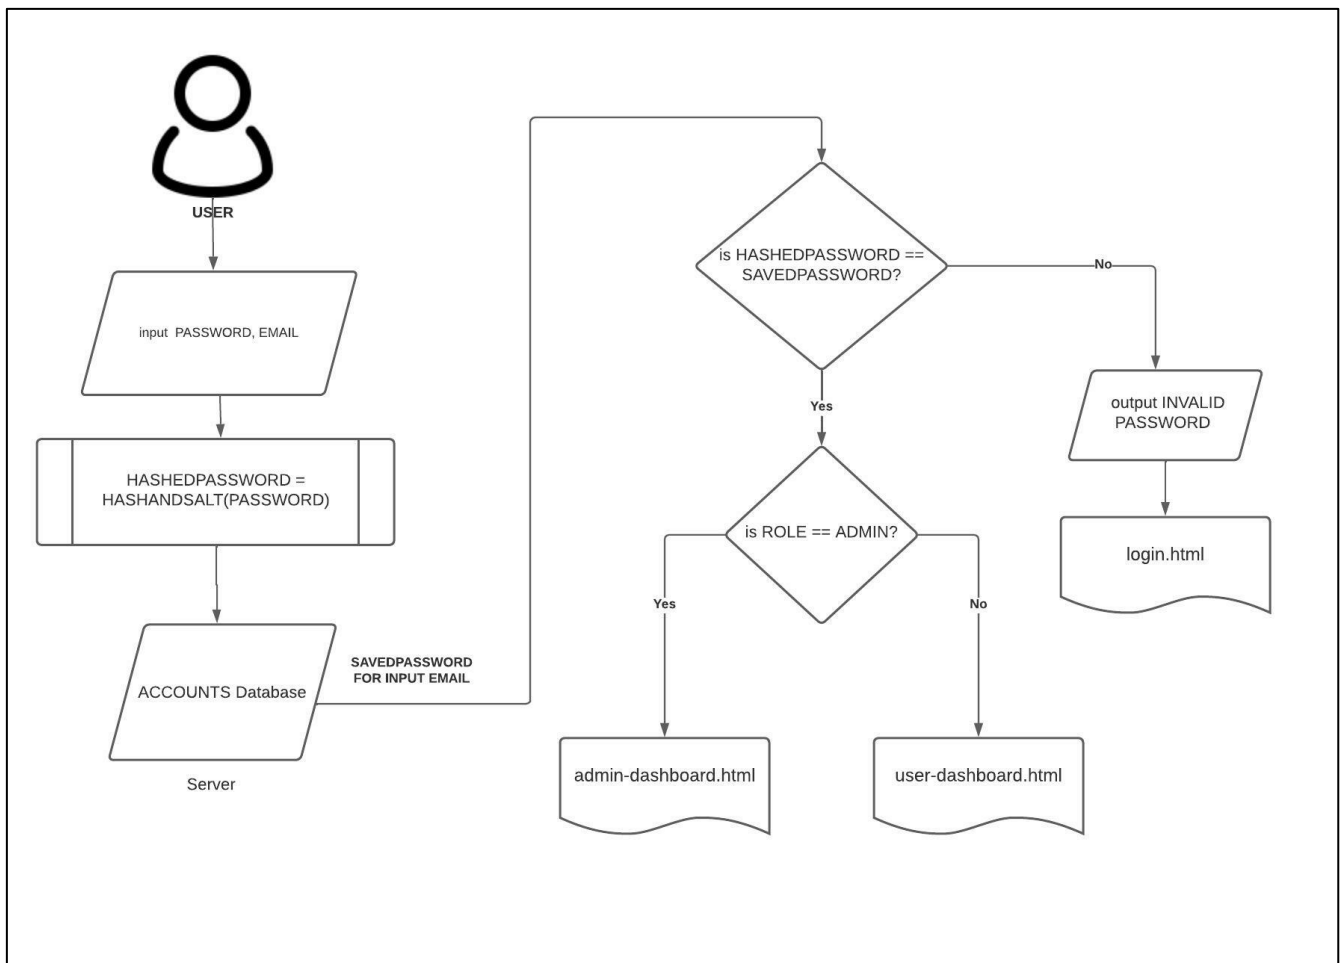 USER
input  PASSWORD, EMAIL
HASHEDPASSWORD =
HASHANDSALT(PASSWORD)
ACCOUNTS Database
Server
SAVEDPASSWORD
FOR INPUT EMAIL
is HASHEDPASSWORD ==
SAVEDPASSWORD?
No
output INVALID
PASSWORD
login.html
Yes
is ROLE == ADMIN?
Yes
No
admin-dashboard.html
user-dashboard.html